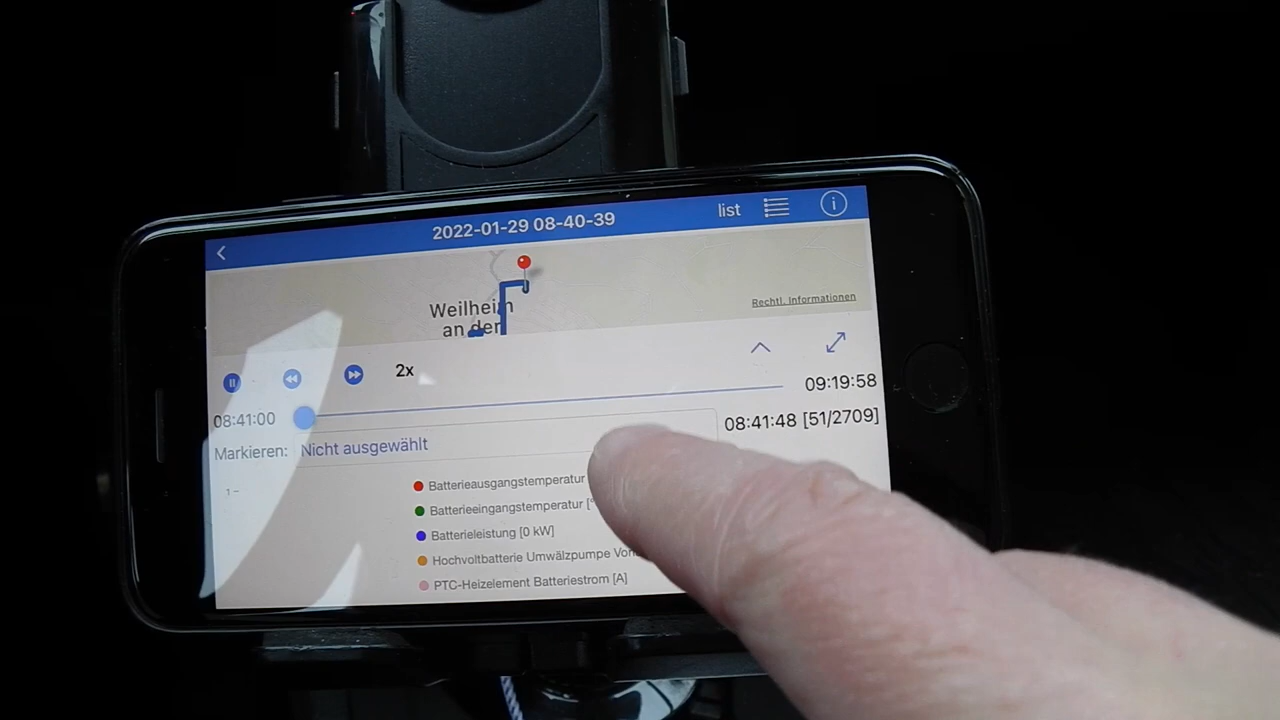 2022-01-29 08-40-39
list
Weilheim
an der
Rechtl. Informationen
2x
09:19:58
08:41:00
08:41:48 [51/2709]
Markieren: Nicht ausgewählt
1
Batterieausgangstemperatur
Batterieeingangstemperatur [
Batterieleistung [0 kW]
Hochvoltbatterie Umwälzpumpe
PTC-Heizelement Batteriestrom [A]